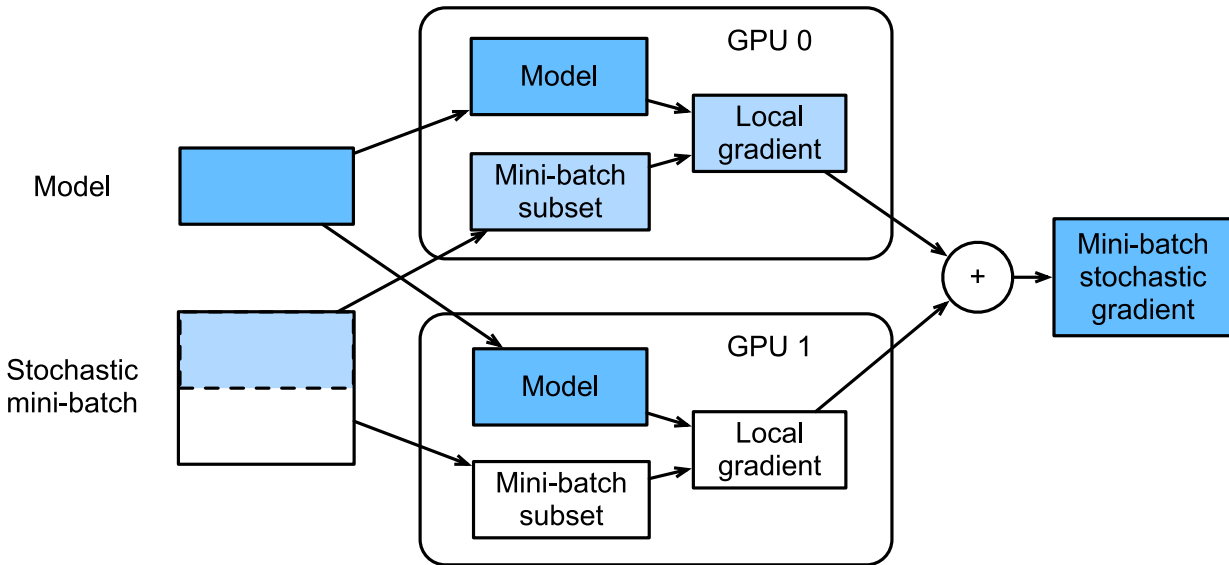 GPU 0
Model
Local
gradient
Mini-batch
subset
Model
Mini-batch
stochastic
gradient
+
Stochastic
mini-batch
GPU 1
Model
Local
gradient
Mini-batch
subset